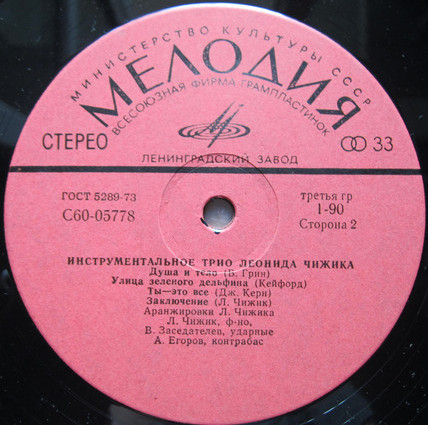 МИНИСТЕРСТВО КУЛЬТУРЫ СССР
МЕЛОДИЯ
ВСЕСОЮЗНАЯ ФИРМА ГРАМПЛАСТИНОК
СТЕРЕО
33
ЛЕНИНГРАДСКИЙ ЗАВОД
ГОСТ 5289-73
третья гр
С60-05778
1-90
Сторона 2
ИНСТРУМЕНТАЛЬНОЕ ТРИО ЛЕОНИДА ЧИЖИКА
Душа и тело (Б. Грин)
Улица зеленого дельфина (Кейфорд)
Ты—это все (Дж. Керн)
Заключение (Л. Чижик)
Аранжировки Л. Чижика
Л. Чижик, ф-но,
В. Заседателев, ударные
А. Егоров, контрабас